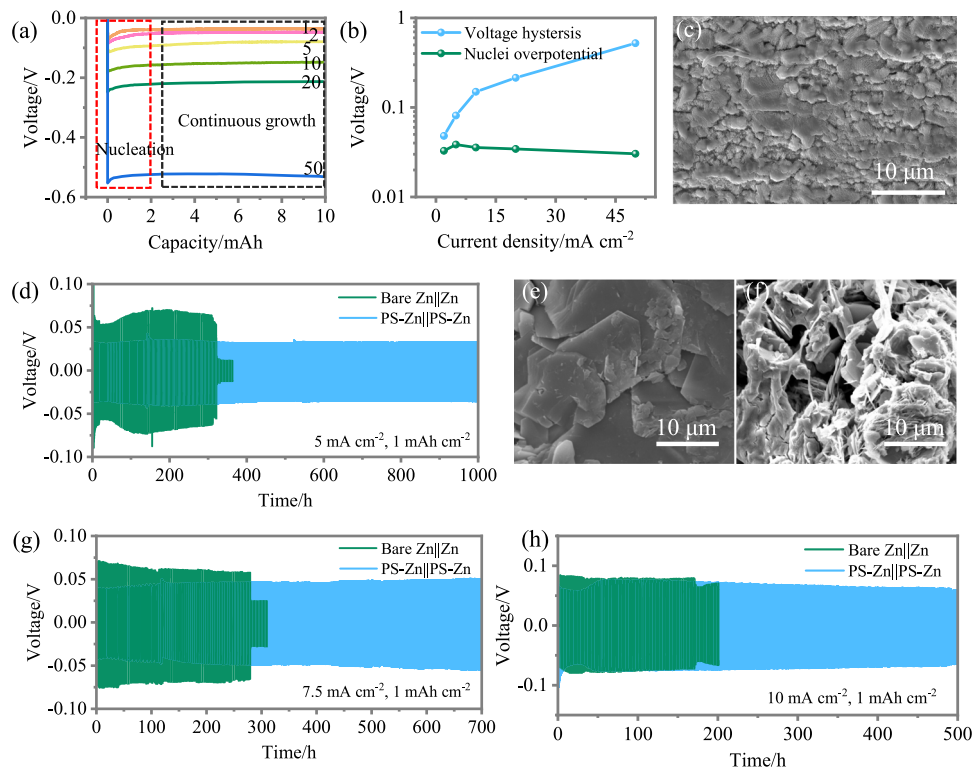 (a)
0.0
-0.2
-0.4
-0.6
Voltage/V
1
2
5
10
20
50
Nucleation
Continuous growth
0
2
4
6
8
10
Capacity/mAh
(b)
1
0.1
0.01
Voltage/V
Voltage hystersis
Nuclei overpotential
0
15
30
45
Current density/mA cm⁻²
(c)
10 μm
(d)
0.10
0.05
0.00
-0.05
-0.10
Voltage/V
Bare Zn||Zn
PS-Zn||PS-Zn
5 mA cm⁻², 1 mAh cm⁻²
0
200
400
600
800
1000
Time/h
(e)
10 μm
(f)
10 μm
(g)
0.10
0.05
0.00
-0.05
-0.10
Voltage/V
Bare Zn||Zn
PS-Zn||PS-Zn
7.5 mA cm⁻², 1 mAh cm⁻²
0
100
200
300
400
500
600
700
Time/h
(h)
0.1
0.0
-0.1
Voltage/V
Bare Zn||Zn
PS-Zn||PS-Zn
10 mA cm⁻², 1 mAh cm⁻²
0
100
200
300
400
500
Time/h